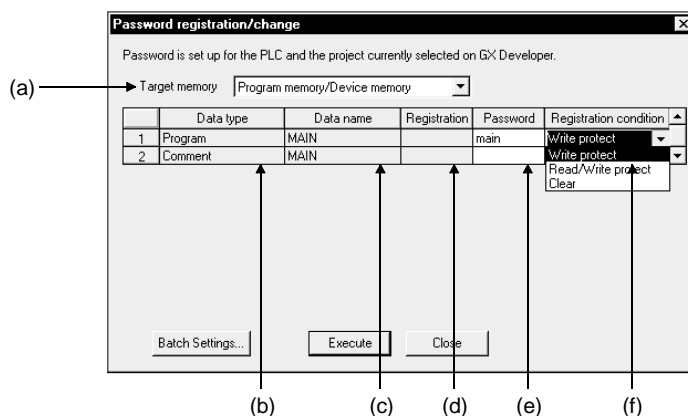 Password registration/change
Password is set up for the PLC and the project currently selected on GX Developer.
(a) Target memory Program memory/Device memory
Data type Data name Registration Password Registration condition
1 Program MAIN main Write protect
2 Comment MAIN Write protect
Read/Write protect
Clear
Batch Settings... Execute Close
(b) (c) (d) (e) (f)